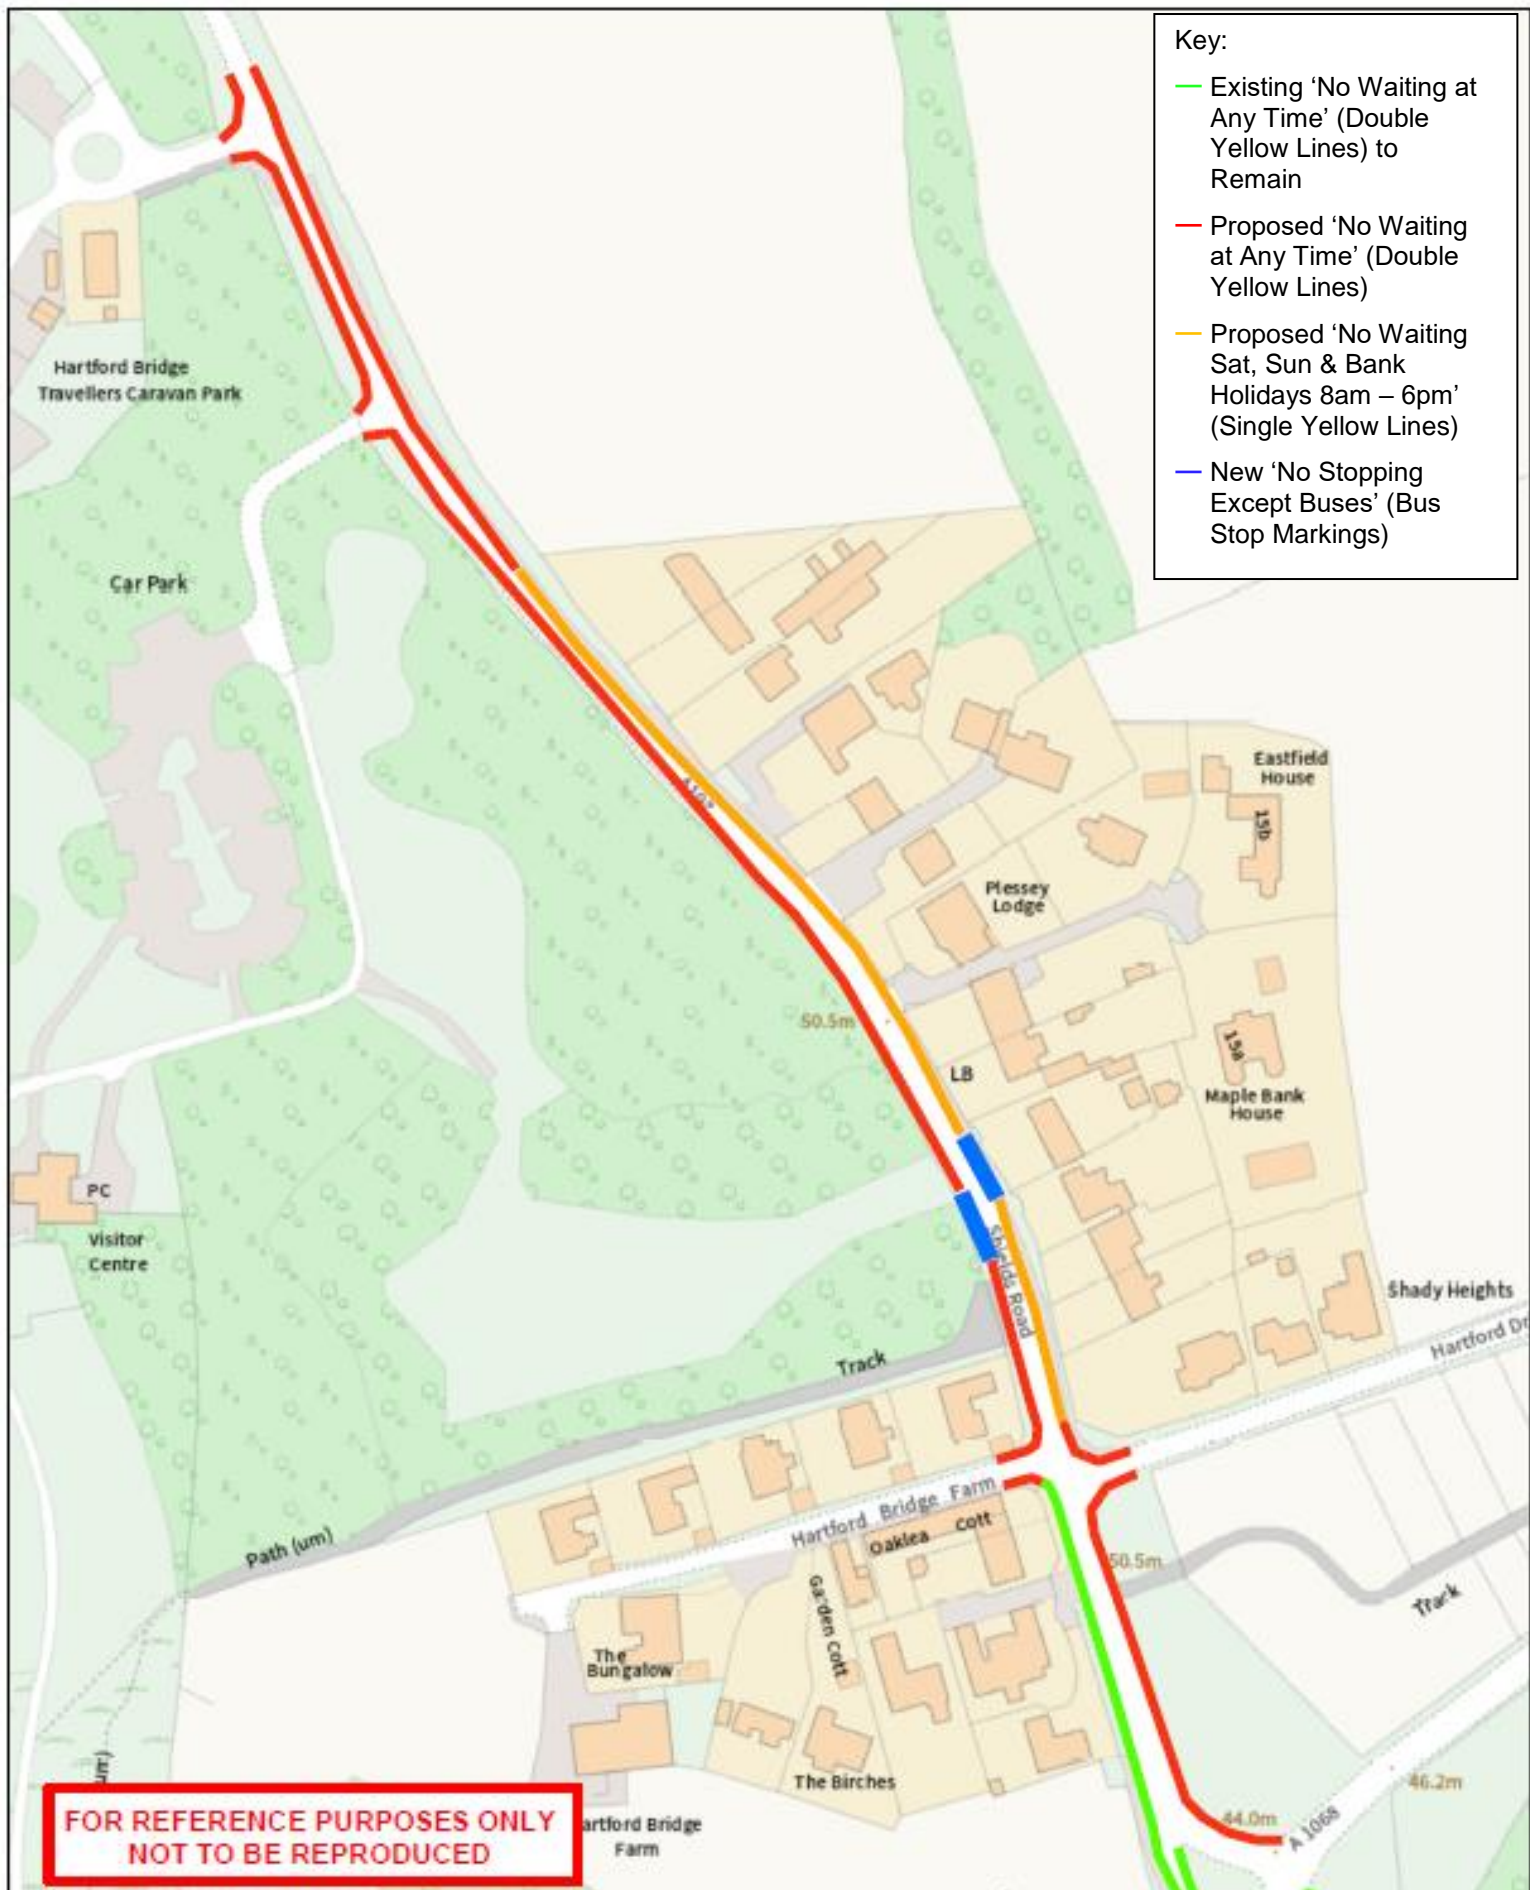 Key:
Existing ‘No Waiting at
Any Time’ (Double
Yellow Lines) to
Remain
Proposed ‘No Waiting
at Any Time’ (Double
Yellow Lines)
Proposed ‘No Waiting
Sat, Sun & Bank
Holidays 8am – 6pm’
(Single Yellow Lines)
New ‘No Stopping
Except Buses’ (Bus
Stop Markings)
Hartford Bridge
Travellers Caravan Park
Car Park
Eastfield
House
15b
Plessey
Lodge
50.5m
15a
LB
Maple Bank
House
PC
Visitor
Centre
Shields Road
Shady Heights
Hartford Dr
Track
Hartford Bridge Farm
Path (um)
Oaklea Cott
50.5m
Garden Cott
Track
The
Bungalow
The Birches
46.2m
44.0m
A 1068
um)
FOR REFERENCE PURPOSES ONLY
NOT TO BE REPRODUCED
artford Bridge
Farm